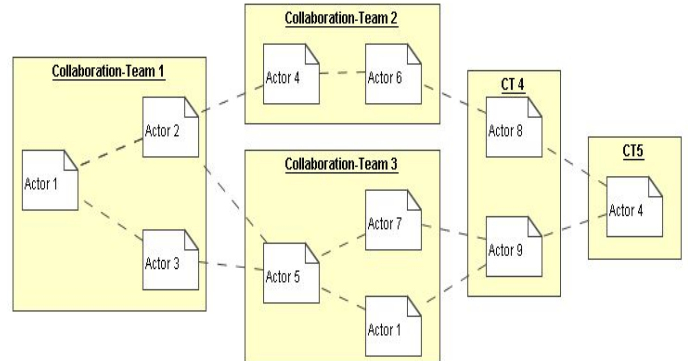 Collaboration-Team 1
Actor 1
Actor 2
Actor 3
Collaboration-Team 2
Actor 4
Actor 6
Collaboration-Team 3
Actor 5
Actor 7
Actor 1
CT 4
Actor 8
Actor 9
CT5
Actor 4